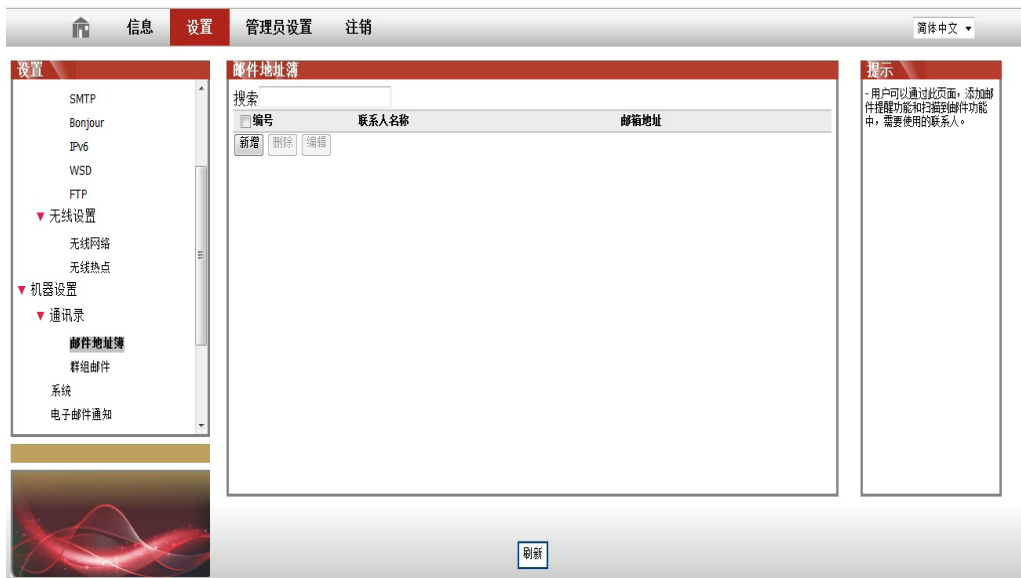 信息 设置 管理员设置 注销 简体中文
设置
SMTP
Bonjour
IPv6
WSD
FTP
无线设置
无线网络
无线热点
机器设置
通讯录
邮件地址簿
群组邮件
系统
电子邮件通知
邮件地址簿
搜索
编号 联系人名称 邮箱地址
新增 删除 编辑
提示
- 用户可以通过此页面，添加邮
件提醒功能和扫描到邮件功能
中，需要使用的联系人。
刷新